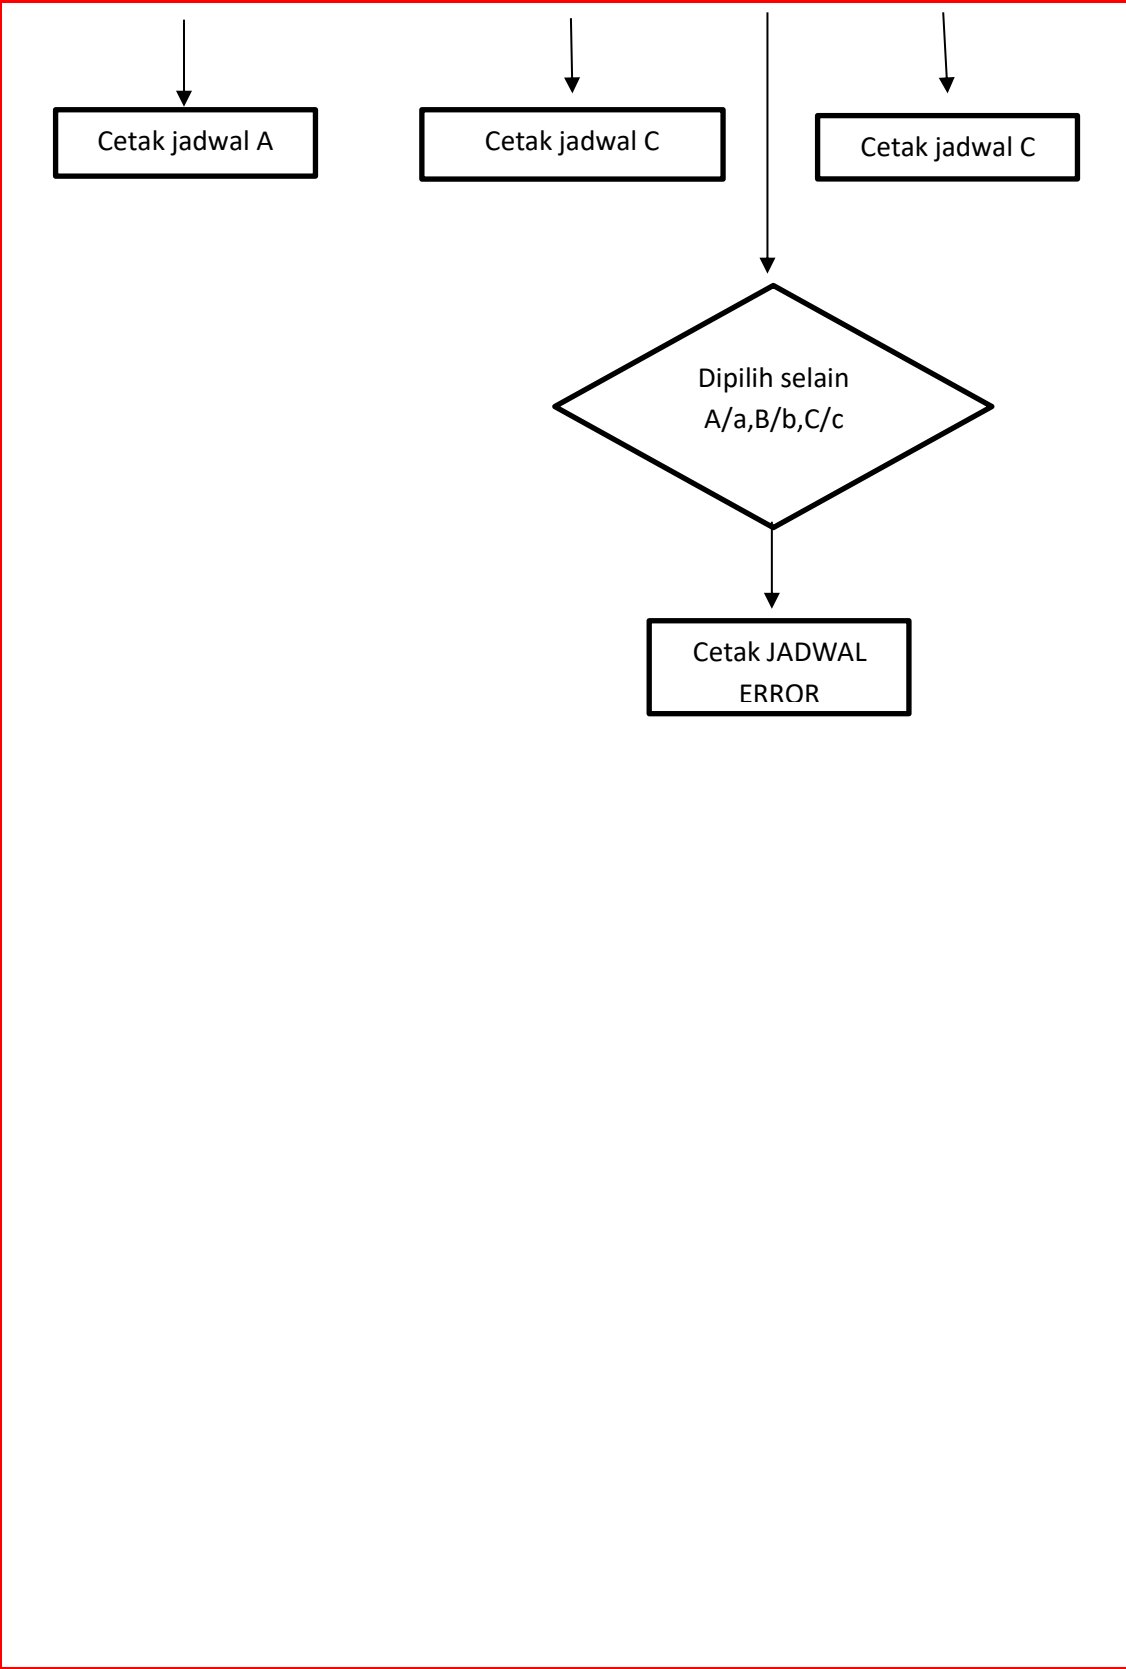 Cetak jadwal A
Cetak jadwal C
Cetak jadwal C
Dipilih selain
A/a,B/b,C/c
Cetak JADWAL
ERROR